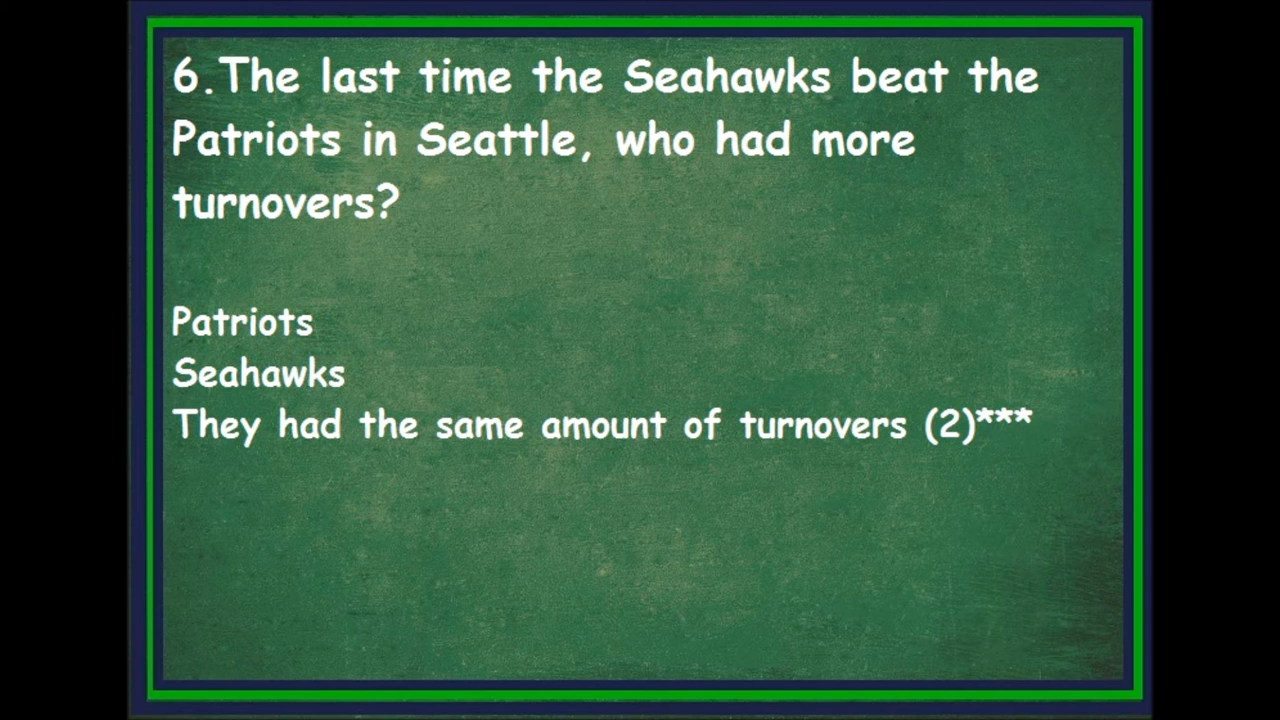 6.The last time the Seahawks beat the
Patriots in Seattle, who had more
turnovers?
Patriots
Seahawks
They had the same amount of turnovers (2)***